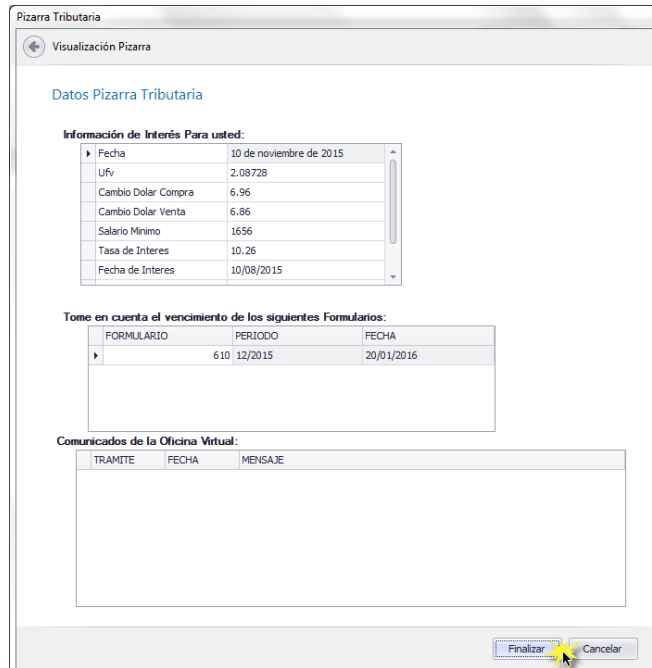 Pizarra Tributaria
Visualización Pizarra
Datos Pizarra Tributaria
Información de Interés Para usted:
Fecha 10 de noviembre de 2015
Ufv 2.08728
Cambio Dolar Compra 6.96
Cambio Dolar Venta 6.86
Salario Minimo 1656
Tasa de Interes 10.26
Fecha de Interes 10/08/2015
Tome en cuenta el vencimiento de los siguientes Formularios:
FORMULARIO PERIODO FECHA
610 12/2015 20/01/2016
Comunicados de la Oficina Virtual:
TRAMITE FECHA MENSAJE
Finalizar Cancelar